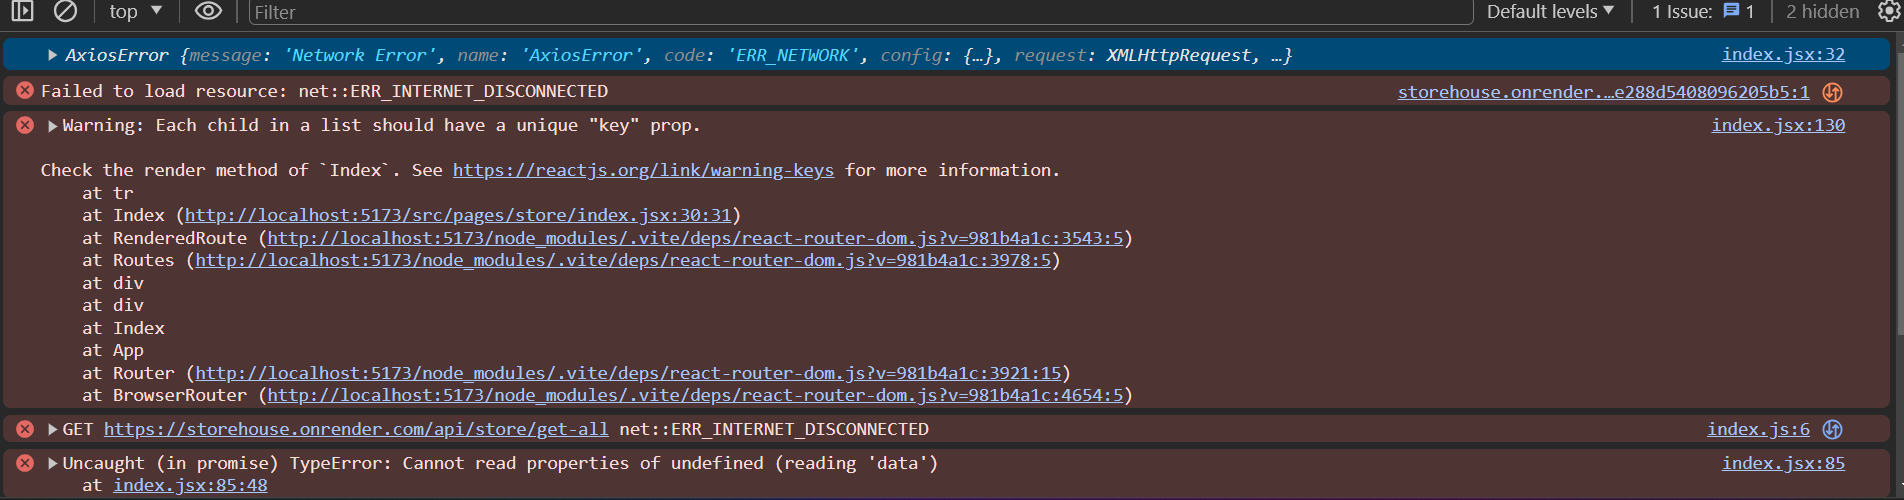 top ▼ Filter Default levels ▼ 1 Issue: 1 2 hidden
▶ AxiosError {message: 'Network Error', name: 'AxiosError', code: 'ERR_NETWORK', config: {…}, request: XMLHttpRequest, …} index.jsx:32
Failed to load resource: net::ERR_INTERNET_DISCONNECTED storehouse.onrender.…e288d5408096205b5:1
▶Warning: Each child in a list should have a unique "key" prop. index.jsx:130
Check the render method of `Index`. See https://reactjs.org/link/warning-keys for more information.
at tr
at Index (http://localhost:5173/src/pages/store/index.jsx:30:31)
at RenderedRoute (http://localhost:5173/node_modules/.vite/deps/react-router-dom.js?v=981b4a1c:3543:5)
at Routes (http://localhost:5173/node_modules/.vite/deps/react-router-dom.js?v=981b4a1c:3978:5)
at div
at div
at Index
at App
at Router (http://localhost:5173/node_modules/.vite/deps/react-router-dom.js?v=981b4a1c:3921:15)
at BrowserRouter (http://localhost:5173/node_modules/.vite/deps/react-router-dom.js?v=981b4a1c:4654:5)
▶GET https://storehouse.onrender.com/api/store/get-all net::ERR_INTERNET_DISCONNECTED index.js:6
▶Uncaught (in promise) TypeError: Cannot read properties of undefined (reading 'data') index.jsx:85
at index.jsx:85:48